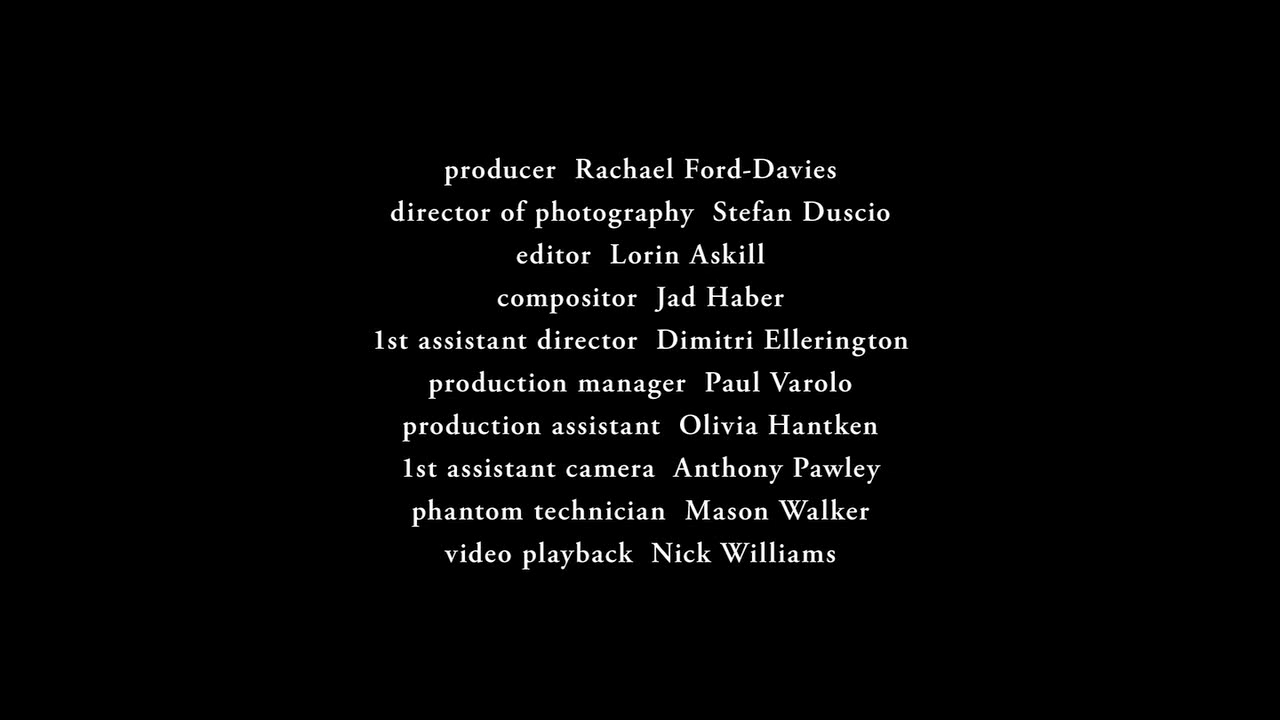 producer Rachael Ford-Davies
director of photography Stefan Duscio
editor Lorin Askill
compositor Jad Haber
1st assistant director Dimitri Ellerington
production manager Paul Varolo
production assistant Olivia Hantken
1st assistant camera Anthony Pawley
phantom technician Mason Walker
video playback Nick Williams